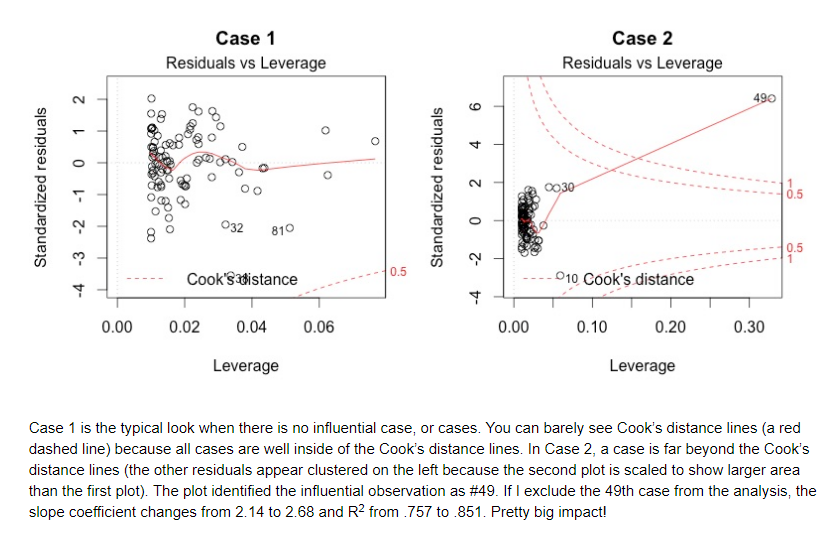 Case 1
Residuals vs Leverage
Standardized residuals
2
1
0
-1
-2
-3
-4
32
81
Cook's distance
0.5
0.00 0.02 0.04 0.06
Leverage
Case 2
Residuals vs Leverage
Standardized residuals
6
4
2
0
-2
-4
49
30
10
Cook's distance
1
0.5
0.5
1
0.00 0.10 0.20 0.30
Leverage
Case 1 is the typical look when there is no influential case, or cases. You can barely see Cook’s distance lines (a red
dashed line) because all cases are well inside of the Cook’s distance lines. In Case 2, a case is far beyond the Cook’s
distance lines (the other residuals appear clustered on the left because the second plot is scaled to show larger area
than the first plot). The plot identified the influential observation as #49. If I exclude the 49th case from the analysis, the
slope coefficient changes from 2.14 to 2.68 and R² from .757 to .851. Pretty big impact!